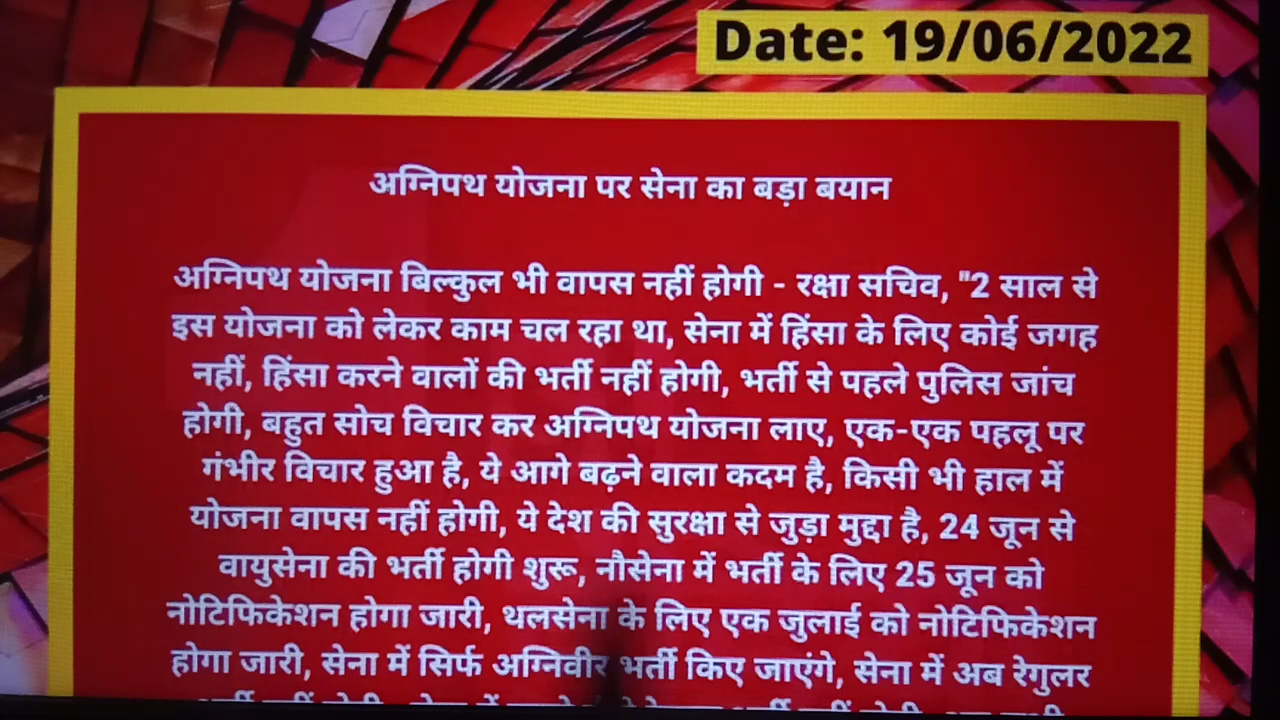 Date: 19/06/2022
अग्निपथ योजना पर सेना का बड़ा बयान
अग्निपथ योजना बिल्कुल भी वापस नहीं होगी - रक्षा सचिव, "2 साल से
इस योजना को लेकर काम चल रहा था, सेना में हिंसा के लिए कोई जगह
नहीं, हिंसा करने वालों की भर्ती नहीं होगी, भर्ती से पहले पुलिस जांच
होगी, बहुत सोच विचार कर अग्निपथ योजना लाए, एक-एक पहलू पर
गंभीर विचार हुआ है, ये आगे बढ़ने वाला कदम है, किसी भी हाल में
योजना वापस नहीं होगी, ये देश की सुरक्षा से जुड़ा मुद्दा है, 24 जून से
वायुसेना की भर्ती होगी शुरू, नौसेना में भर्ती के लिए 25 जून को
नोटिफिकेशन होगा जारी, थलसेना के लिए एक जुलाई को नोटिफिकेशन
होगा जारी, सेना में सिर्फ अग्निवीर भर्ती किए जाएंगे, सेना में अब रेगुलर